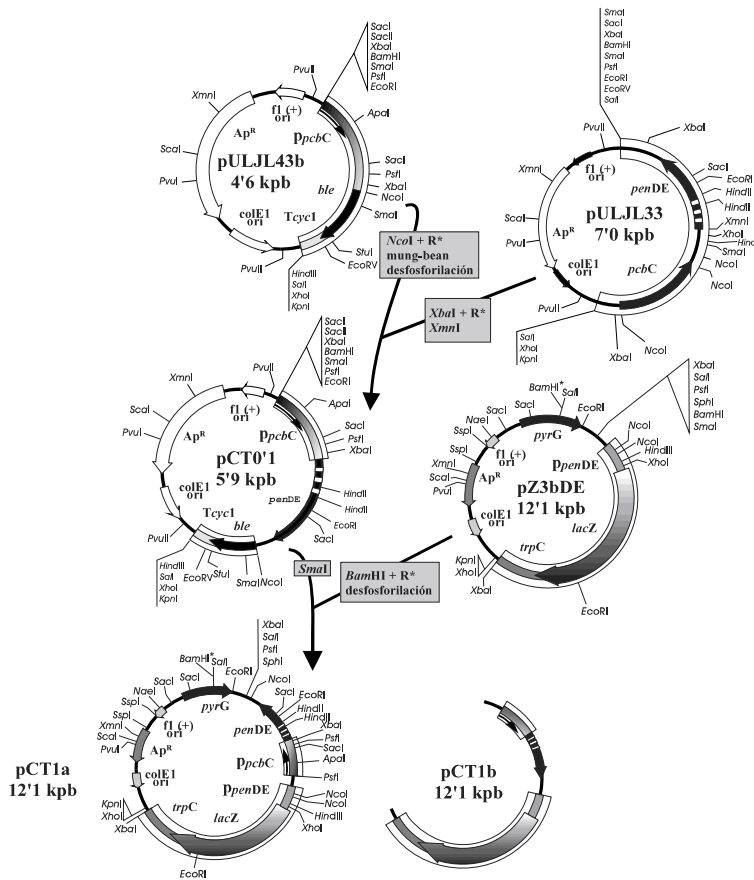 SacI
SacII
XbaI
BamHI
SmaI
PstI
EcoRI
PvuII
f1 (+)
ori
XmnI
ApaI
ApR
PpcbC
pULJL43b
4'6 kpb
ScaI
PvuI
SacI
PstI
XbaI
NcoI
SmaI
ble
Tcyc1
colE1
ori
StuI
EcoRV
PvuII
HindIII
SalI
XhoI
KpnI
SmaI
SacI
XbaI
BamHI
SmaI
PstI
EcoRI
EcoRV
SalI
XbaI
PvuII
f1 (+)
ori
XmnI
SacI
EcoRI
HindII
HindII
XmnI
XhoI
HincII
SmaI
NcoI
NcoI
penDE
pULJL33
7'0 kpb
ScaI
PvuI
ApR
colE1
ori
pcbC
PvuII
SalI
XhoI
KpnI
XbaI
NcoI
NcoI + R*
mung-bean
desfosforilación
XbaI + R*
XmnI
SacI
SacII
XbaI
BamHI
SmaI
PstI
EcoRI
PvuII
XmnI
f1 (+)
ori
ApaI
ScaI
PvuI
ApR
PpcbC
SacI
PstI
XbaI
pCT0'1
5'9 kpb
colE1
ori
penDE
HindII
HindII
EcoRI
SacI
Tcyc1
ble
PvuII
HindIII
SalI
XhoI
KpnI
EcoRV
StuI
SmaI
NcoI
XbaI
SalI
PstI
SphI
BamHI
SmaI
BamHI*
SalI
SacI
EcoRI
pyrG
SacI
NaeI
SspI
f1 (+)
ori
SspI
XmnI
ScaI
PvuI
ApR
NcoI
NcoI
HindIII
XhoI
PpenDE
pZ3bDE
12'1 kpb
colE1
ori
lacZ
trpC
KpnI
XhoI
XbaI
EcoRI
SmaI
BamHI + R*
desfosforilación
XbaI
SalI
PstI
SphI
BamHI*
SalI
SacI
EcoRI
NcoI
SacI
EcoRI
HindII
HindII
XbaI
PstI
SacI
ApaI
PstI
SacI
NaeI
SspI
SspI
XmnI
ScaI
PvuI
f1 (+)
ori
pyrG
penDE
ApR
PpcbC
colE1
ori
PpenDE
NcoI
NcoI
HindIII
XhoI
trpC
lacZ
KpnI
XhoI
XbaI
EcoRI
pCT1a
12'1 kpb
pCT1b
12'1 kpb